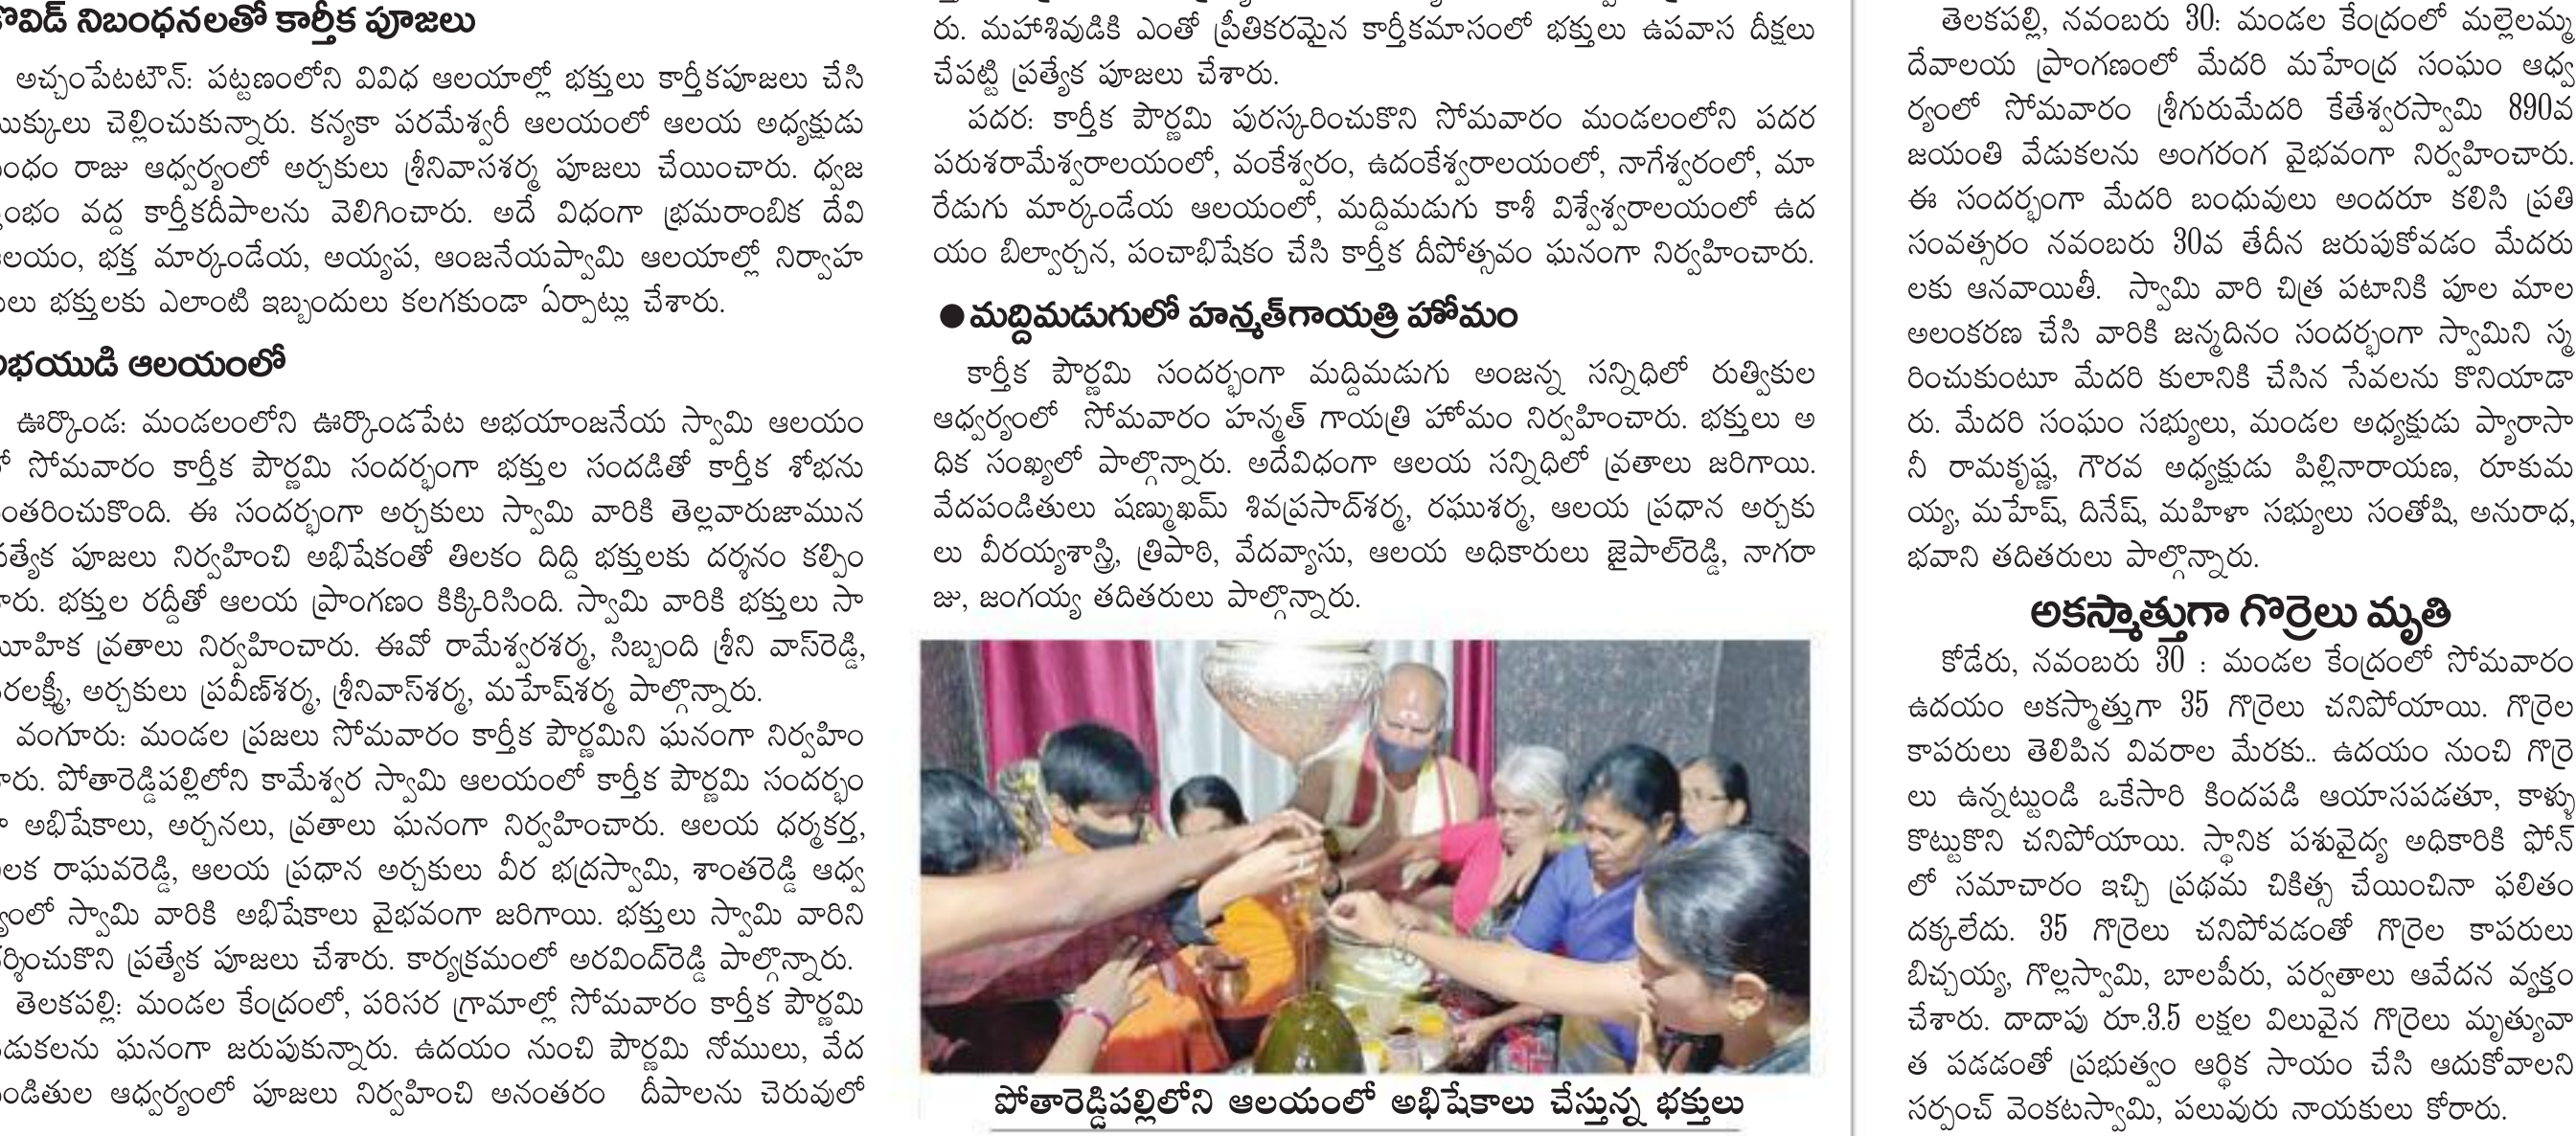 కొవిడ్ నిబంధనలతో కార్తీక పూజలు
అచ్చంపేటటౌన్: పట్టణంలోని వివిధ ఆలయాల్లో భక్తులు కార్తీకపూజలు చేసి
మొక్కులు చెల్లించుకున్నారు. కన్యకా పరమేశ్వరీ ఆలయంలో ఆలయ అధ్యక్షుడు
రాజు ఆధ్వర్యంలో అర్చకులు శ్రీనివాసశర్మ పూజలు చేయించారు. ధ్వజ
వద్ద కార్తీకదీపాలను వెలిగించారు. అదే విధంగా భ్రమరాంబిక దేవి
ఆలయం, భక్త మార్కండేయ, అయ్యప, ఆంజనేయస్వామి ఆలయాల్లో నిర్వాహ
భక్తులకు ఎలాంటి ఇబ్బందులు కలగకుండా ఏర్పాట్లు చేశారు.
అభయుడి ఆలయంలో
ఊర్కొండ: మండలంలోని ఊర్కొండపేట అభయాంజనేయ స్వామి ఆలయం
లో సోమవారం కార్తీక పౌర్ణమి సందర్భంగా భక్తుల సందడితో కార్తీక శోభను
సంతరించుకొంది. ఈ సందర్భంగా అర్చకులు స్వామి వారికి తెల్లవారుజామున
ప్రత్యేక పూజలు నిర్వహించి అభిషేకంతో తిలకం దిద్ది భక్తులకు దర్శనం కల్పిం
చారు. భక్తుల రద్దీతో ఆలయ ప్రాంగణం కిక్కిరిసింది. స్వామి వారికి భక్తులు సా
మూహిక వ్రతాలు నిర్వహించారు. ఈవో రామేశ్వరశర్మ, సిబ్బంది శ్రీని వాస్‌రెడ్డి,
అర్చకులు ప్రవీణ్‌శర్మ, శ్రీనివాస్‌శర్మ, మహేష్‌శర్మ పాల్గొన్నారు.
వంగూరు: మండల ప్రజలు సోమవారం కార్తీక పౌర్ణమిని ఘనంగా నిర్వహిం
చారు. పోతారెడ్డిపల్లిలోని కామేశ్వర స్వామి ఆలయంలో కార్తీక పౌర్ణమి సందర్భం
గా అభిషేకాలు, అర్చనలు, వ్రతాలు ఘనంగా నిర్వహించారు. ఆలయ ధర్మకర్త,
రాఘవరెడ్డి, ఆలయ ప్రధాన అర్చకులు వీర భద్రస్వామి, శాంతరెడ్డి ఆధ్వ
ర్యంలో స్వామి వారికి అభిషేకాలు వైభవంగా జరిగాయి. భక్తులు స్వామి వారిని
దర్శించుకొని ప్రత్యేక పూజలు చేశారు. కార్యక్రమంలో అరవింద్‌రెడ్డి పాల్గొన్నారు.
తెలకపల్లి: మండల కేంద్రంలో, పరిసర గ్రామాల్లో సోమవారం కార్తీక పౌర్ణమి
వేడుకలను ఘనంగా జరుపుకున్నారు. ఉదయం నుంచి పౌర్ణమి నోములు, వేద
పండితుల ఆధ్వర్యంలో పూజలు నిర్వహించి అనంతరం దీపాలను చెరువులో
రు. మహాశివుడికి ఎంతో ప్రీతికరమైన కార్తీకమాసంలో భక్తులు ఉపవాస దీక్షలు
చేపట్టి ప్రత్యేక పూజలు చేశారు.
పదర: కార్తీక పౌర్ణమి పురస్కరించుకొని సోమవారం మండలంలోని పదర
పరుశరామేశ్వరాలయంలో, వంకేశ్వరం, ఉదంకేశ్వరాలయంలో, నాగేశ్వరంలో, మా
రేడుగు మార్కండేయ ఆలయంలో, మద్దిమడుగు కాశీ విశ్వేశ్వరాలయంలో ఉద
యం బిల్వార్చన, పంచాభిషేకం చేసి కార్తీక దీపోత్సవం ఘనంగా నిర్వహించారు.
● మద్దిమడుగులో హన్మత్‌గాయత్రి హోమం
కార్తీక పౌర్ణమి సందర్భంగా మద్దిమడుగు అంజన్న సన్నిధిలో రుత్వికుల
ఆధ్వర్యంలో సోమవారం హన్మత్ గాయత్రి హోమం నిర్వహించారు. భక్తులు అ
ధిక సంఖ్యలో పాల్గొన్నారు. అదేవిధంగా ఆలయ సన్నిధిలో వ్రతాలు జరిగాయి.
వేదపండితులు షణ్ముఖమ్ శివప్రసాద్‌శర్మ, రఘుశర్మ, ఆలయ ప్రధాన అర్చకు
లు వీరయ్యశాస్త్రి, త్రిపాఠి, వేదవ్యాసు, ఆలయ అధికారులు జైపాల్‌రెడ్డి, నాగరా
జు, జంగయ్య తదితరులు పాల్గొన్నారు.
పోతారెడ్డిపల్లిలోని ఆలయంలో అభిషేకాలు చేస్తున్న భక్తులు
తెలకపల్లి, నవంబరు 30: మండల కేంద్రంలో మల్లెలమ్మ
దేవాలయ ప్రాంగణంలో మేదరి మహేంద్ర సంఘం ఆధ్వ
ర్యంలో సోమవారం శ్రీగురుమేదరి కేతేశ్వరస్వామి 890వ
జయంతి వేడుకలను అంగరంగ వైభవంగా నిర్వహించారు.
ఈ సందర్భంగా మేదరి బంధువులు అందరూ కలిసి ప్రతి
సంవత్సరం నవంబరు 30వ తేదీన జరుపుకోవడం మేదరు
లకు ఆనవాయితీ. స్వామి వారి చిత్ర పటానికి పూల మాల
అలంకరణ చేసి వారికి జన్మదినం సందర్భంగా స్వామిని స్మ
రించుకుంటూ మేదరి కులానికి చేసిన సేవలను కొనియాడా
రు. మేదరి సంఘం సభ్యులు, మండల అధ్యక్షుడు ప్యారాసా
నీ రామకృష్ణ, గౌరవ అధ్యక్షుడు పిల్లినారాయణ, రూకుమ
య్య, మహేష్, దినేష్, మహిళా సభ్యులు సంతోషి, అనురాధ,
భవాని తదితరులు పాల్గొన్నారు.
అకస్మాత్తుగా గొర్రెలు మృతి
కోడేరు, నవంబరు 30 : మండల కేంద్రంలో సోమవారం
ఉదయం అకస్మాత్తుగా 35 గొర్రెలు చనిపోయాయి. గొర్రెల
కాపరులు తెలిపిన వివరాల మేరకు.. ఉదయం నుంచి గొర్రె
లు ఉన్నట్టుండి ఒకేసారి కిందపడి ఆయాసపడతూ, కాళ్ళు
కొట్టుకొని చనిపోయాయి. స్థానిక పశువైద్య అధికారికి ఫోన్
లో సమాచారం ఇచ్చి ప్రథమ చికిత్స చేయించినా ఫలితం
దక్కలేదు. 35 గొర్రెలు చనిపోవడంతో గొర్రెల కాపరులు
బిచ్చయ్య, గొల్లస్వామి, బాలపీరు, పర్వతాలు ఆవేదన వ్యక్తం
చేశారు. దాదాపు రూ.3.5 లక్షల విలువైన గొర్రెలు మృత్యువా
త పడడంతో ప్రభుత్వం ఆర్థిక సాయం చేసి ఆదుకోవాలని
సర్పంచ్ వెంకటస్వామి, పలువురు నాయకులు కోరారు.